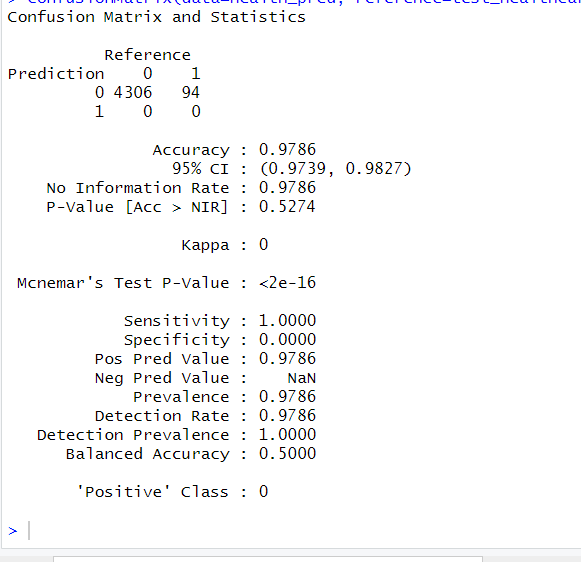 > confusionMatrix(data=health_pred, reference=test_healthcar
Confusion Matrix and Statistics
Reference
Prediction 0 1
0 4306 94
1 0 0
Accuracy : 0.9786
95% CI : (0.9739, 0.9827)
No Information Rate : 0.9786
P-Value [Acc > NIR] : 0.5274
Kappa : 0
Mcnemar's Test P-Value : <2e-16
Sensitivity : 1.0000
Specificity : 0.0000
Pos Pred Value : 0.9786
Neg Pred Value : NaN
Prevalence : 0.9786
Detection Rate : 0.9786
Detection Prevalence : 1.0000
Balanced Accuracy : 0.5000
'Positive' Class : 0
>